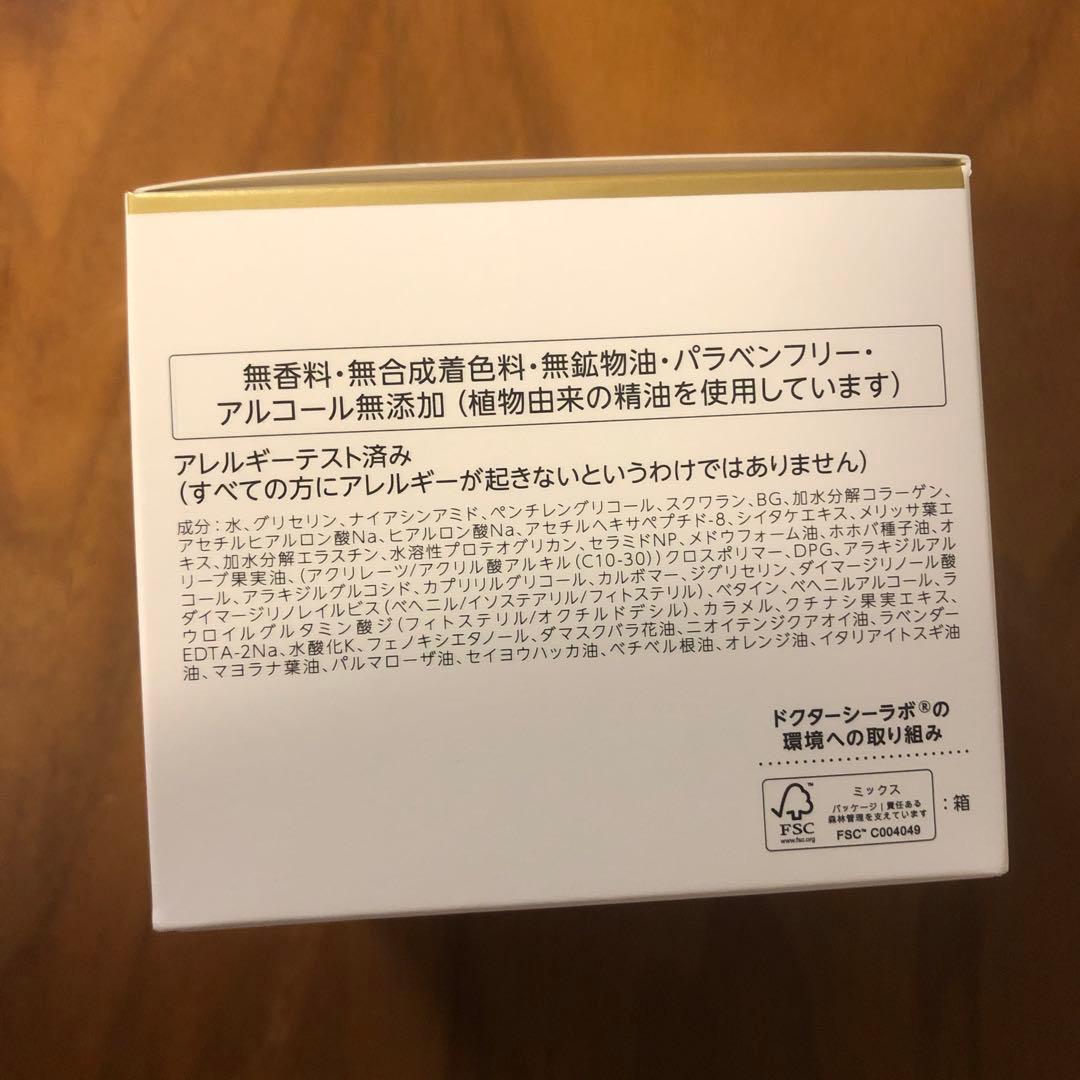 無香料・無合成着色料・無鉱物油・パラベンフリー・
アルコール無添加（植物由来の精油を使用しています）
アレルギーテスト済み
（すべての方にアレルギーが起きないというわけではありません）
成分：水、グリセリン、ナイアシンアミド、ペンチレングリコール、スクワラン、BG、加水分解コラーゲン、
アセチルヒアルロン酸Na、ヒアルロン酸Na、アセチルヘキサペプチド-8、シイタケエキス、メリッサ葉エ
キス、加水分解エラスチン、水溶性プロテオグリカン、セラミドNP、メドウフォーム油、ホホバ種子油、オ
リーブ果実油、（アクリレーツ/アクリル酸アルキル(C10-30)）クロスポリマー、DPG、アラキジルアル
コール、アラキジルグルコシド、カプリリルグリコール、カルボマー、ジグリセリン、ダイマージリノール酸
ダイマージリノレイルビス（ベヘニル/イソステアリル/フィトステリル）、ベタイン、ベヘニルアルコール、ラ
ウロイルグルタミン酸ジ（フィトステリル/オクチルドデシル）、カラメル、クチナシ果実エキス、
EDTA-2Na、水酸化K、フェノキシエタノール、ダマスクバラ花油、ニオイテンジクアオイ油、ラベンダー
油、マヨラナ葉油、パルマローザ油、セイヨウハッカ油、ベチベル根油、オレンジ油、イタリアイトスギ油
ドクターシーラボ®の
環境への取り組み
FSC™
www.fsc.org
ミックス
パッケージ｜責任ある
森林管理を支えています
FSC™ C004049
：箱